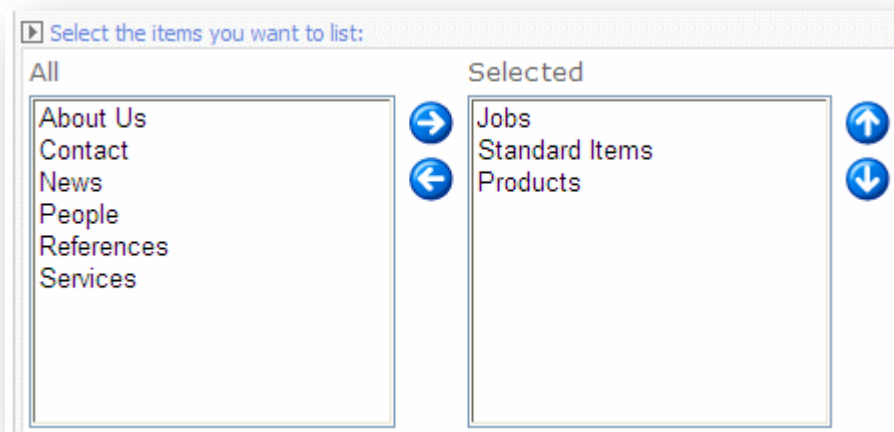 Select the items you want to list:
All
About Us
Contact
News
People
References
Services
Selected
Jobs
Standard Items
Products